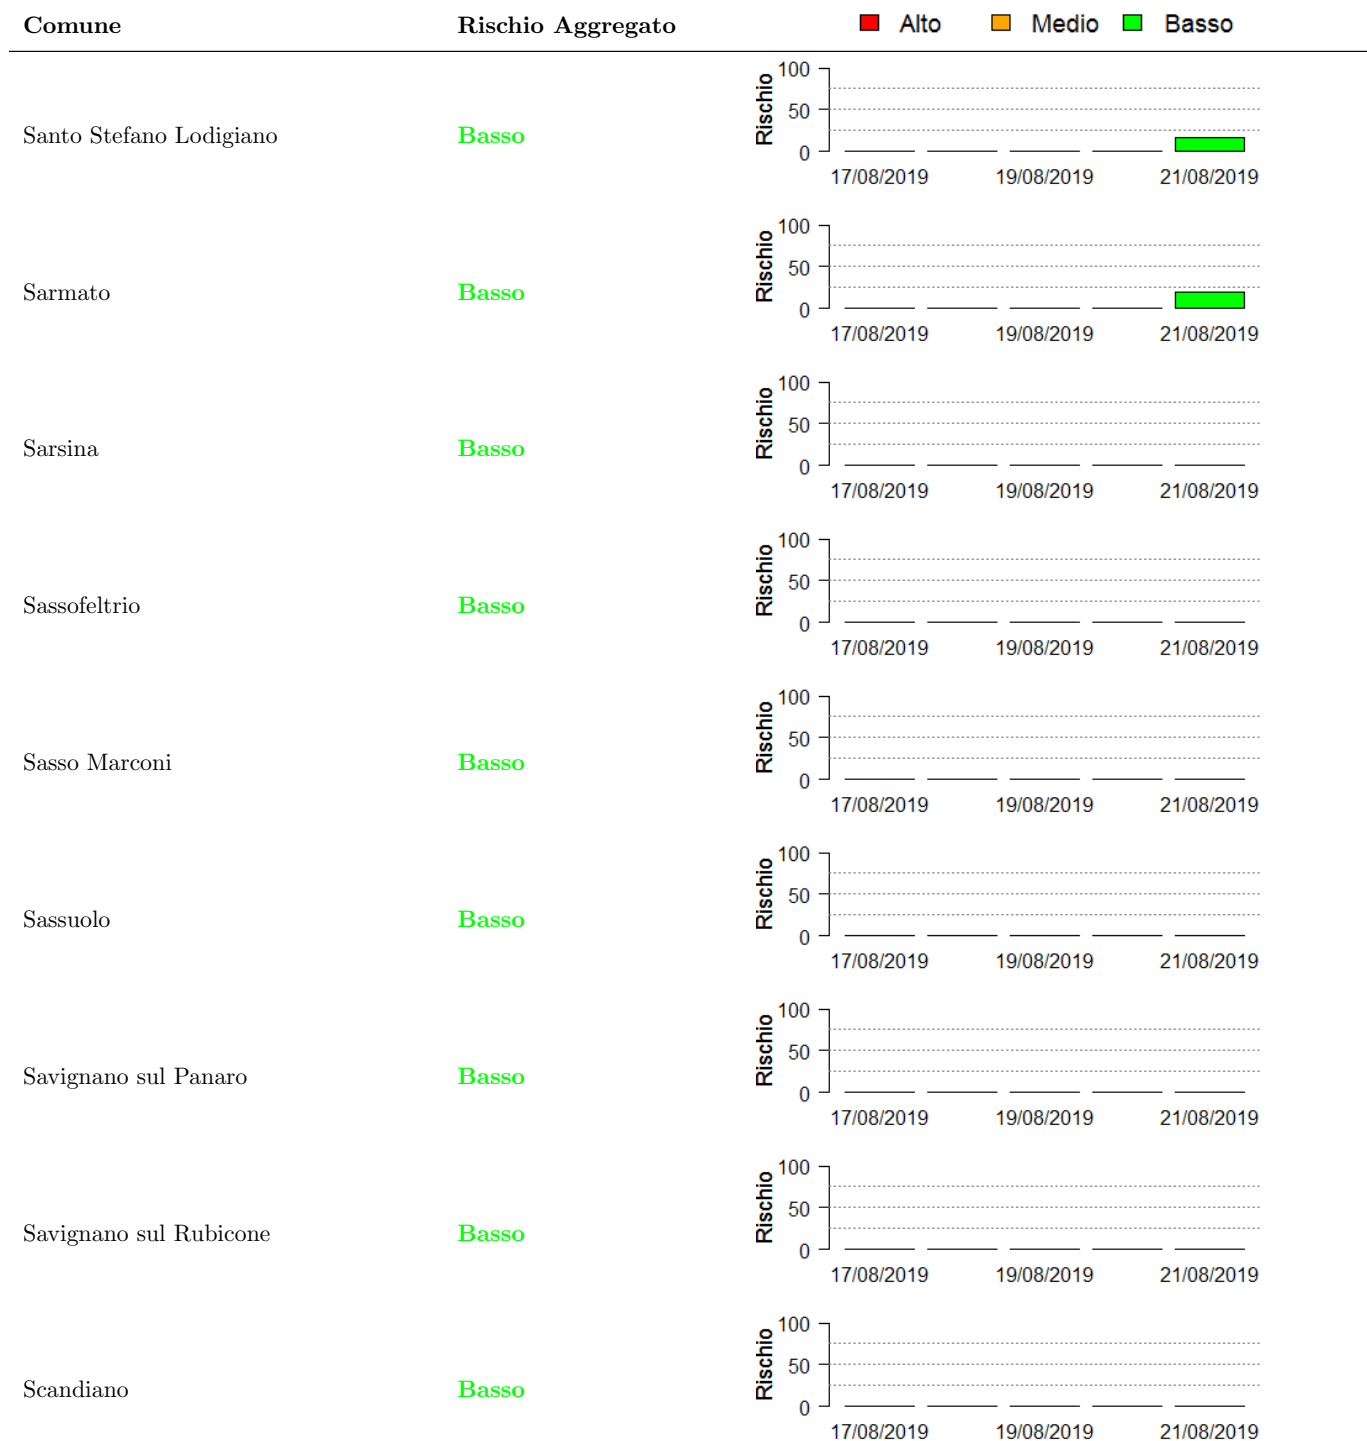 Comune Rischio Aggregato Alto Medio Basso
100
50
0
Rischio
Santo Stefano Lodigiano Basso
17/08/2019 19/08/2019 21/08/2019
100
50
0
Rischio
Sarmato Basso
17/08/2019 19/08/2019 21/08/2019
100
50
0
Rischio
Sarsina Basso
17/08/2019 19/08/2019 21/08/2019
100
50
0
Rischio
Sassofeltrio Basso
17/08/2019 19/08/2019 21/08/2019
100
50
0
Rischio
Sasso Marconi Basso
17/08/2019 19/08/2019 21/08/2019
100
50
0
Rischio
Sassuolo Basso
17/08/2019 19/08/2019 21/08/2019
100
50
0
Rischio
Savignano sul Panaro Basso
17/08/2019 19/08/2019 21/08/2019
100
50
0
Rischio
Savignano sul Rubicone Basso
17/08/2019 19/08/2019 21/08/2019
100
50
0
Rischio
Scandiano Basso
17/08/2019 19/08/2019 21/08/2019